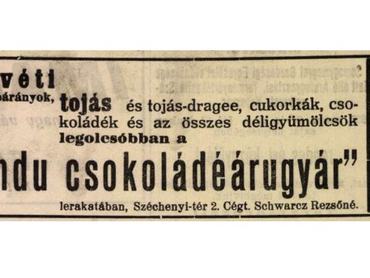 véti
bárányok,
tojás és tojás-dragee, cukorkák, cso-
koládék és az összes déligyümölcsök
legolcsóbban a
ndu csokoládéárugyár”
lerakatában, Széchenyi-tér 2. Cégt. Schwarcz Rezsőné.